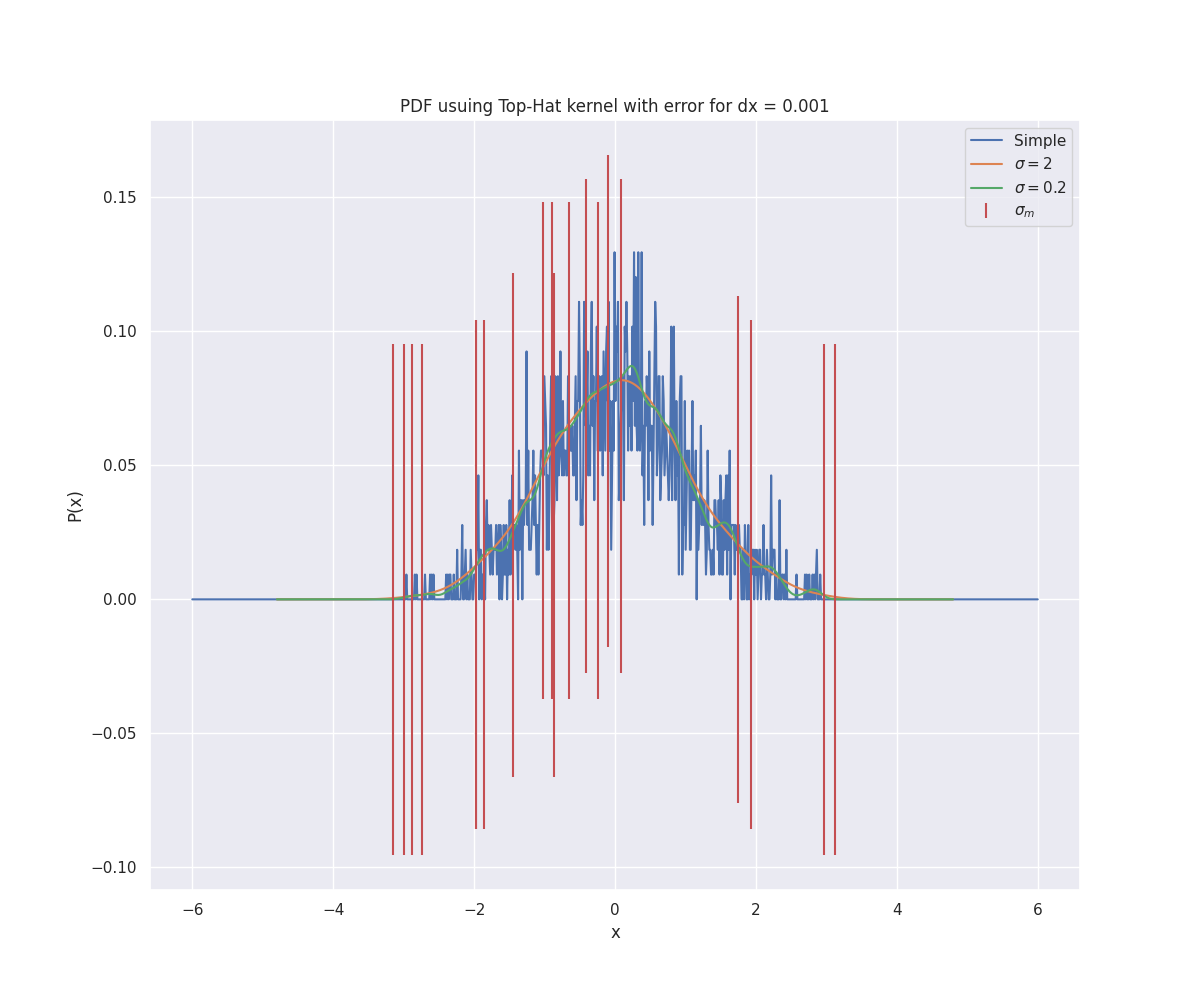 PDF usuing Top-Hat kernel with error for dx = 0.001
Simple
σ = 2
σ = 0.2
σₘ
0.15
0.10
0.05
0.00
−0.05
−0.10
P(x)
−6 −4 −2 0 2 4 6
x